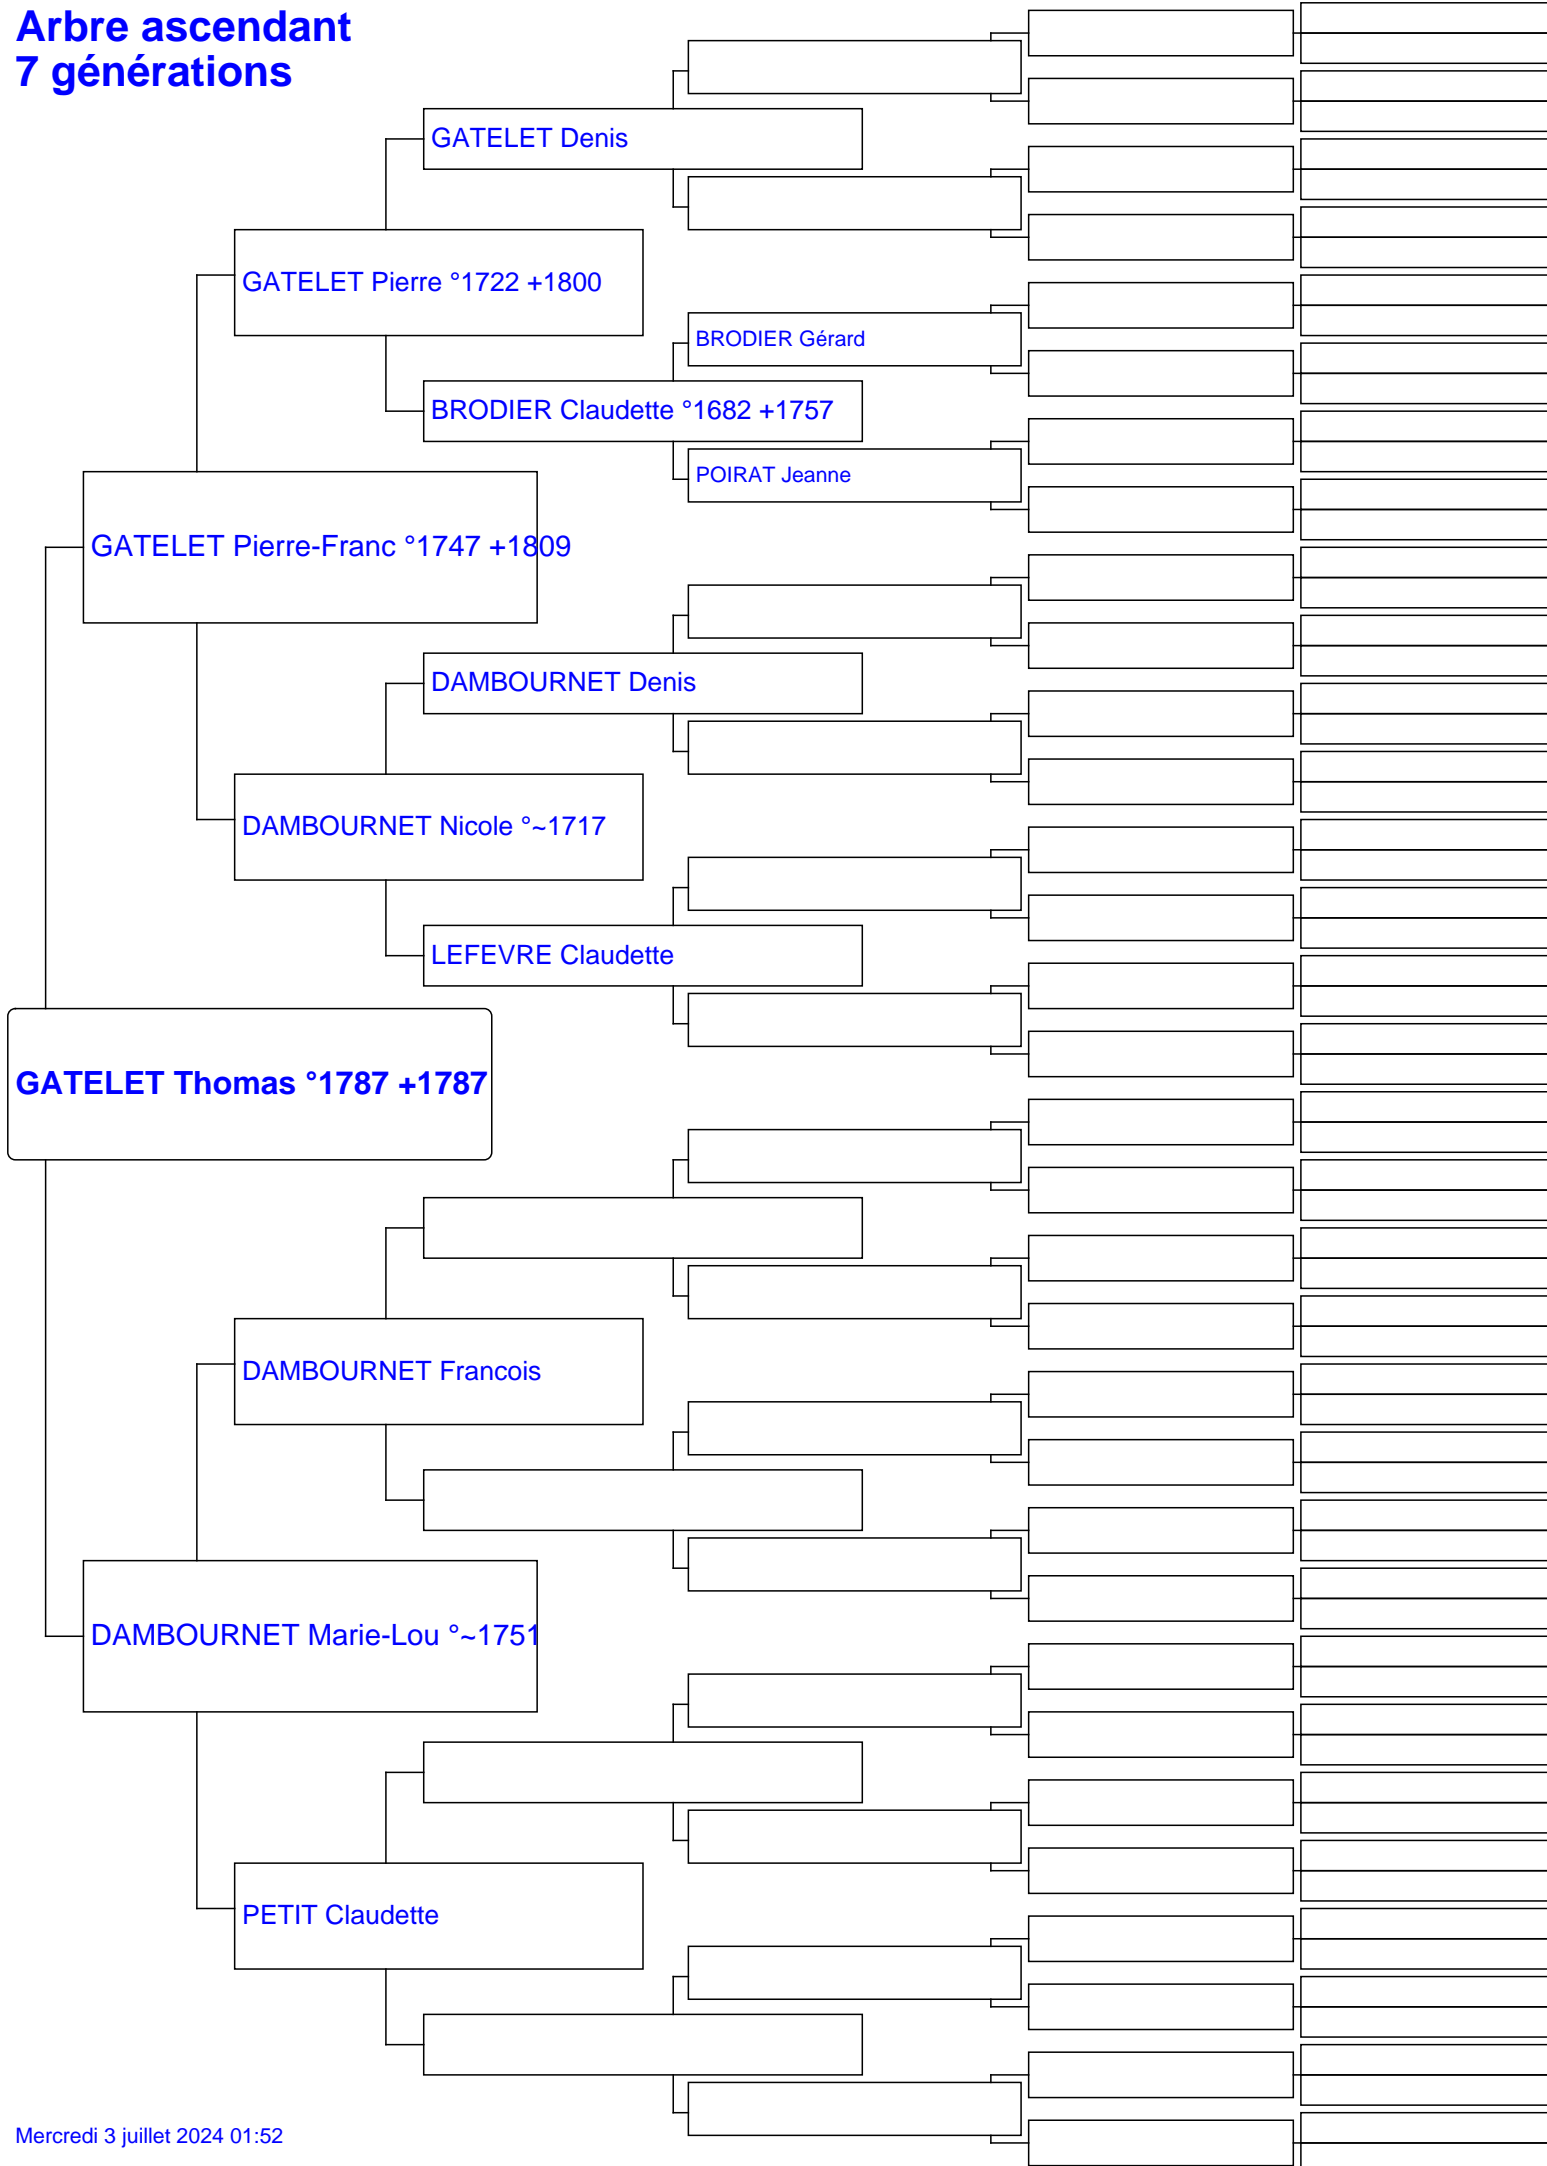 Arbre ascendant
7 générations
GATELET Denis
GATELET Pierre °1722 +1800
BRODIER Gérard
BRODIER Claudette °1682 +1757
POIRAT Jeanne
GATELET Pierre-Franc °1747 +1809
DAMBOURNET Denis
DAMBOURNET Nicole °~1717
LEFEVRE Claudette
GATELET Thomas °1787 +1787
DAMBOURNET Francois
DAMBOURNET Marie-Lou °~1751
PETIT Claudette
Mercredi 3 juillet 2024 01:52